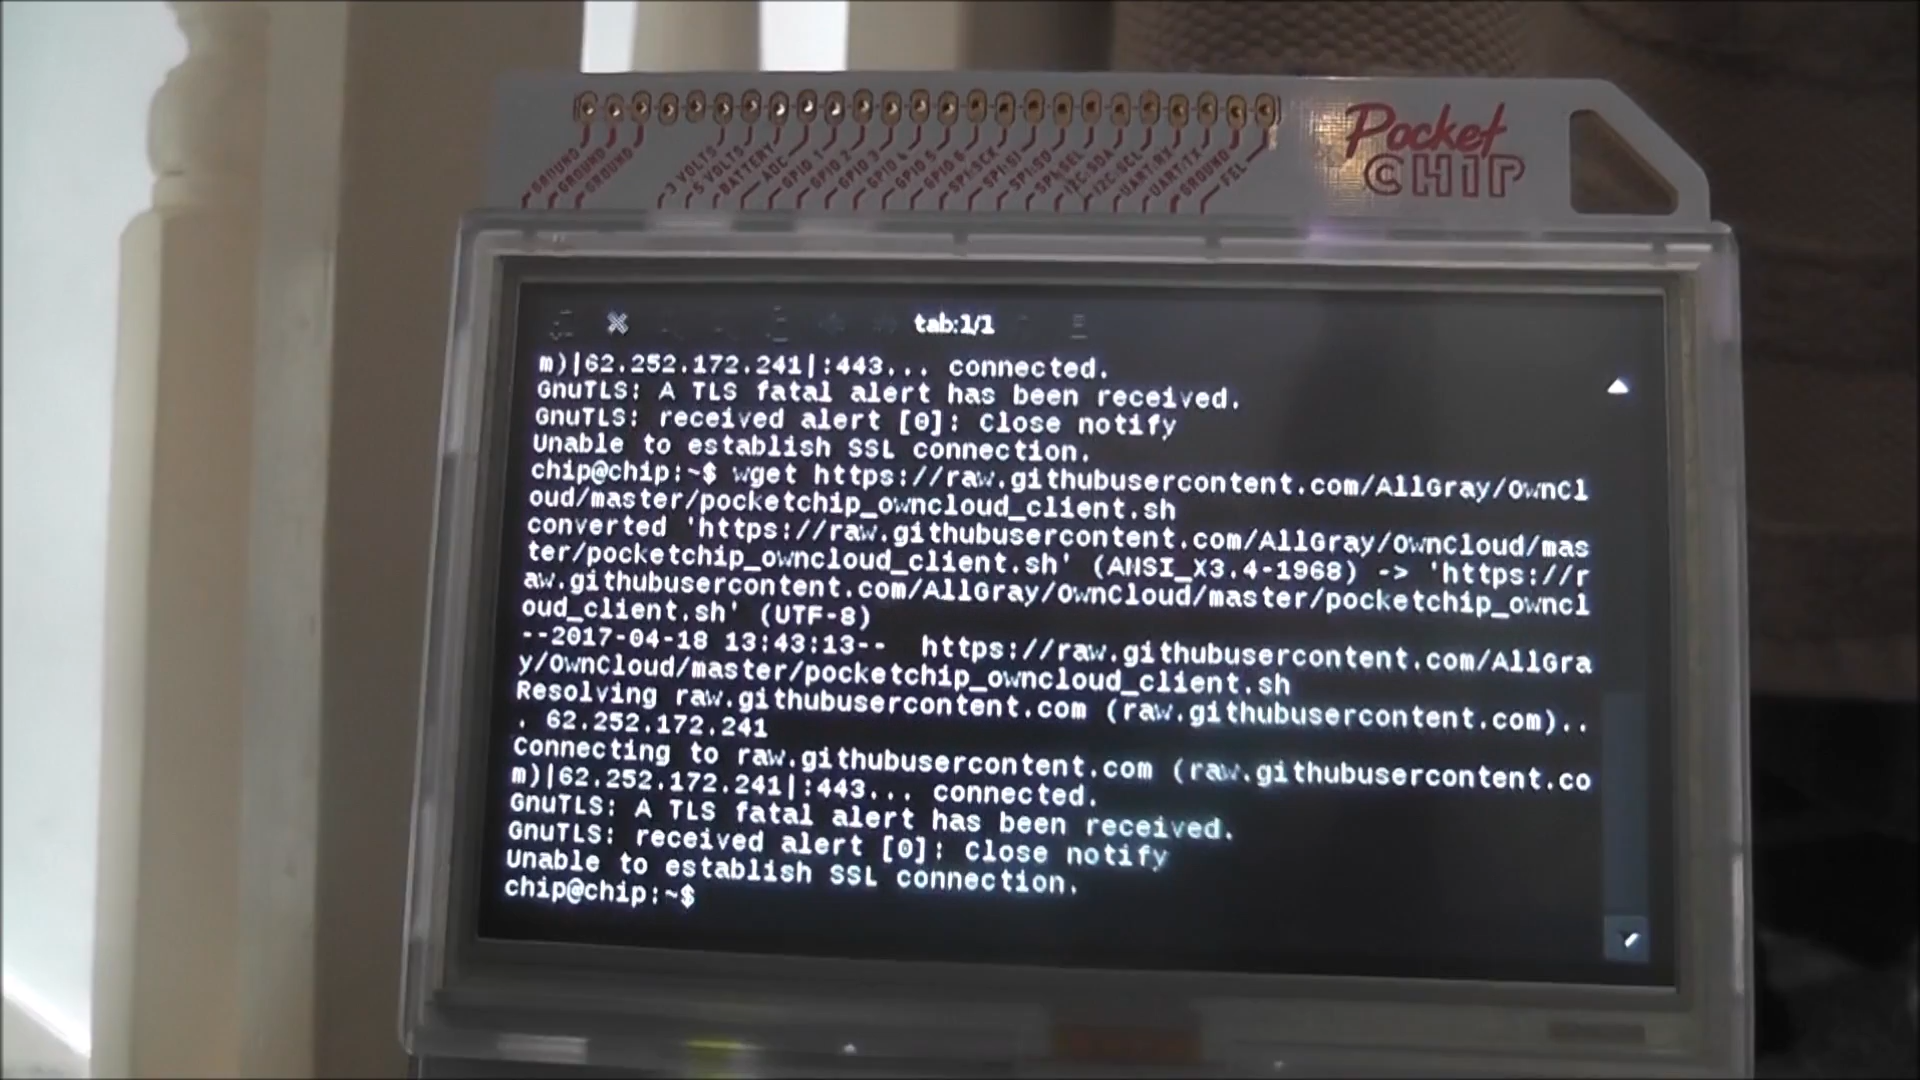 Pocket
CHIP
GROUND
GROUND
GROUND
3 VOLTS
5 VOLTS
BATTERY
ADC
GPIO 1
GPIO 2
GPIO 3
GPIO 4
GPIO 5
GPIO 6
SPI:SCK
SPI:SI
SPI:SO
SPI:SEL
I2C:SDA
I2C:SCL
UART:RX
UART:TX
GROUND
FEL
tab:1/1
m)|62.252.172.241|:443... connected.
GnuTLS: A TLS fatal alert has been received.
GnuTLS: received alert [0]: Close notify
Unable to establish SSL connection.
chip@chip:~$ wget https://raw.githubusercontent.com/AllGray/OwnCl
oud/master/pocketchip_owncloud_client.sh
converted 'https://raw.githubusercontent.com/AllGray/OwnCloud/mas
ter/pocketchip_owncloud_client.sh' (ANSI_X3.4-1968) -> 'https://r
aw.githubusercontent.com/AllGray/OwnCloud/master/pocketchip_owncl
oud_client.sh' (UTF-8)
--2017-04-18 13:43:13--  https://raw.githubusercontent.com/AllGra
y/OwnCloud/master/pocketchip_owncloud_client.sh
Resolving raw.githubusercontent.com (raw.githubusercontent.com)..
. 62.252.172.241
Connecting to raw.githubusercontent.com (raw.githubusercontent.co
m)|62.252.172.241|:443... connected.
GnuTLS: A TLS fatal alert has been received.
GnuTLS: received alert [0]: Close notify
Unable to establish SSL connection.
chip@chip:~$